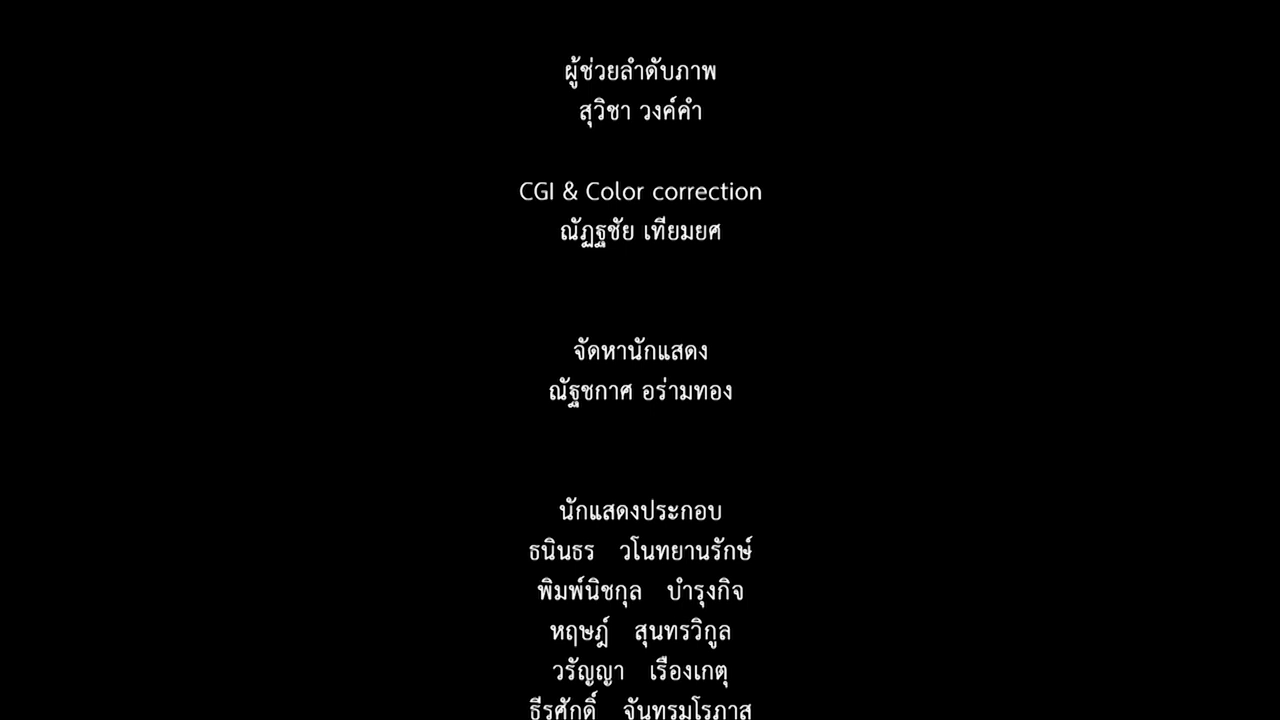 ผู้ช่วยลำดับภาพ
สุวิชา วงค์คำ
CGI & Color correction
ณัฏฐชัย เทียมยศ
จัดหานักแสดง
ณัฐชกาศ อร่ามทอง
นักแสดงประกอบ
ธนินธร วโนทยานรักษ์
พิมพ์นิชกุล บำรุงกิจ
หฤษฎ์ สุนทรวิกูล
วรัญญา เรืองเกตุ
ธีรศักดิ์ จันทรมโรภาส